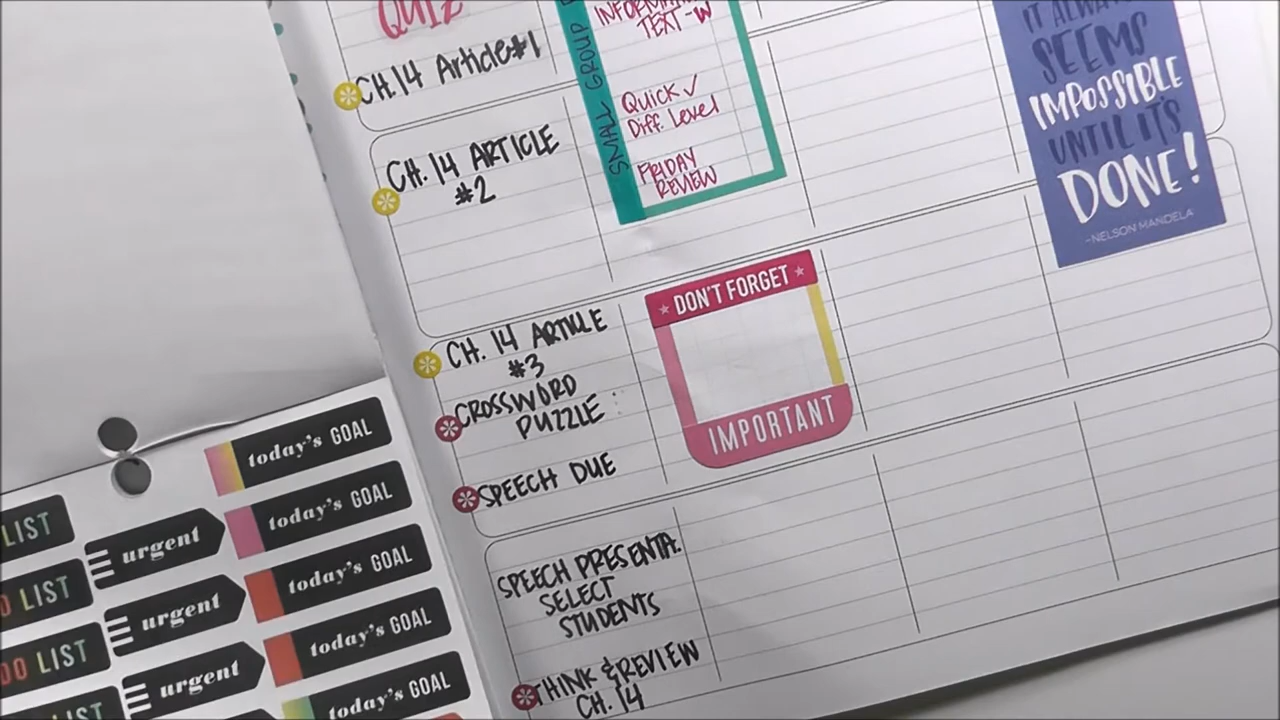 QUIZ
CH.14 Article#1
CH. 14 ARTICLE
#2
CH. 14 ARTICLE
#3
CROSSWORD
PUZZLE
SPEECH DUE
SPEECH PRESENTA.
SELECT
STUDENTS
THINK & REVIEW
CH. 14
SMALL GROUP
TEXT -W
Quick ✓
Diff. Level
FRIDAY
REVIEW
DON'T FORGET
IMPORTANT
IT ALWAYS
SEEMS
IMPOSSIBLE
UNTIL IT'S
DONE!
-NELSON MANDELA
LIST
O LIST
DO LIST
LIST
urgent
urgent
urgent
today's GOAL
today's GOAL
today's GOAL
today's GOAL
today's GOAL